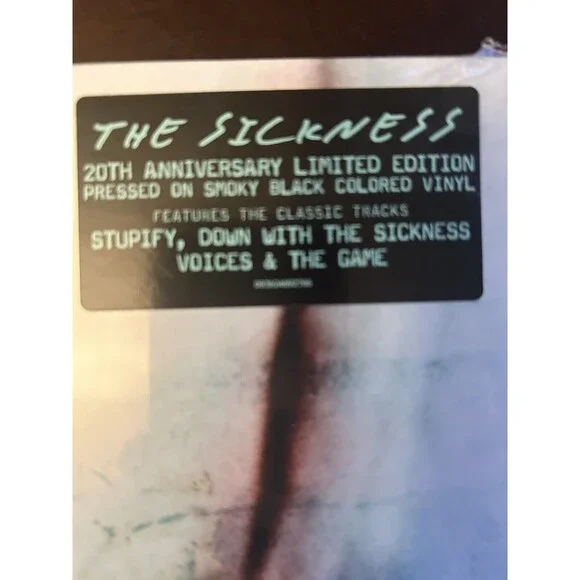 THE SICKNESS
20TH ANNIVERSARY LIMITED EDITION
PRESSED ON SMOKY BLACK COLORED VINYL
FEATURES THE CLASSIC TRACKS
STUPIFY, DOWN WITH THE SICKNESS
VOICES & THE GAME